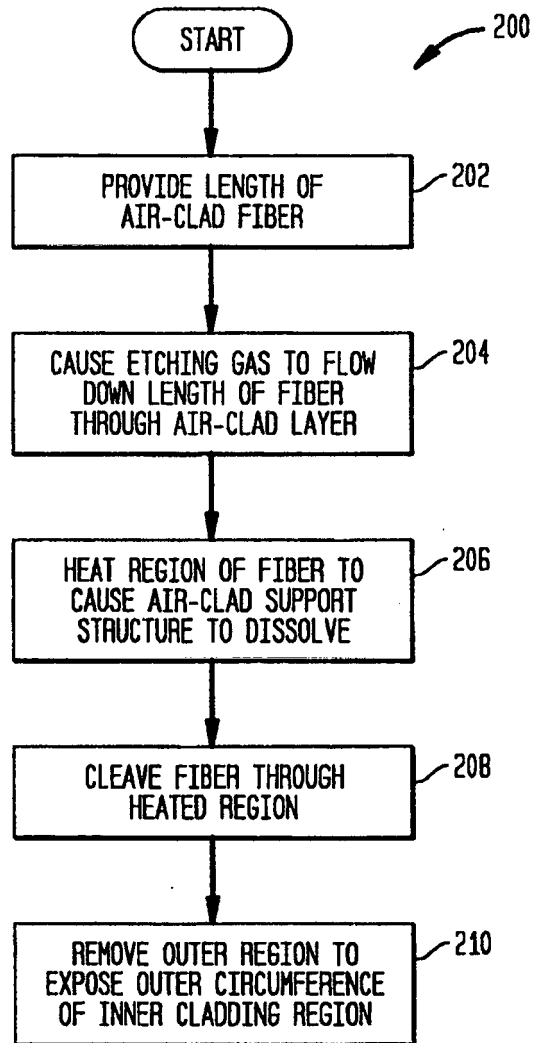 START
200
PROVIDE LENGTH OF
AIR-CLAD FIBER
202
CAUSE ETCHING GAS TO FLOW
DOWN LENGTH OF FIBER
THROUGH AIR-CLAD LAYER
204
HEAT REGION OF FIBER TO
CAUSE AIR-CLAD SUPPORT
STRUCTURE TO DISSOLVE
206
CLEAVE FIBER THROUGH
HEATED REGION
208
REMOVE OUTER REGION TO
EXPOSE OUTER CIRCUMFERENCE
OF INNER CLADDING REGION
210